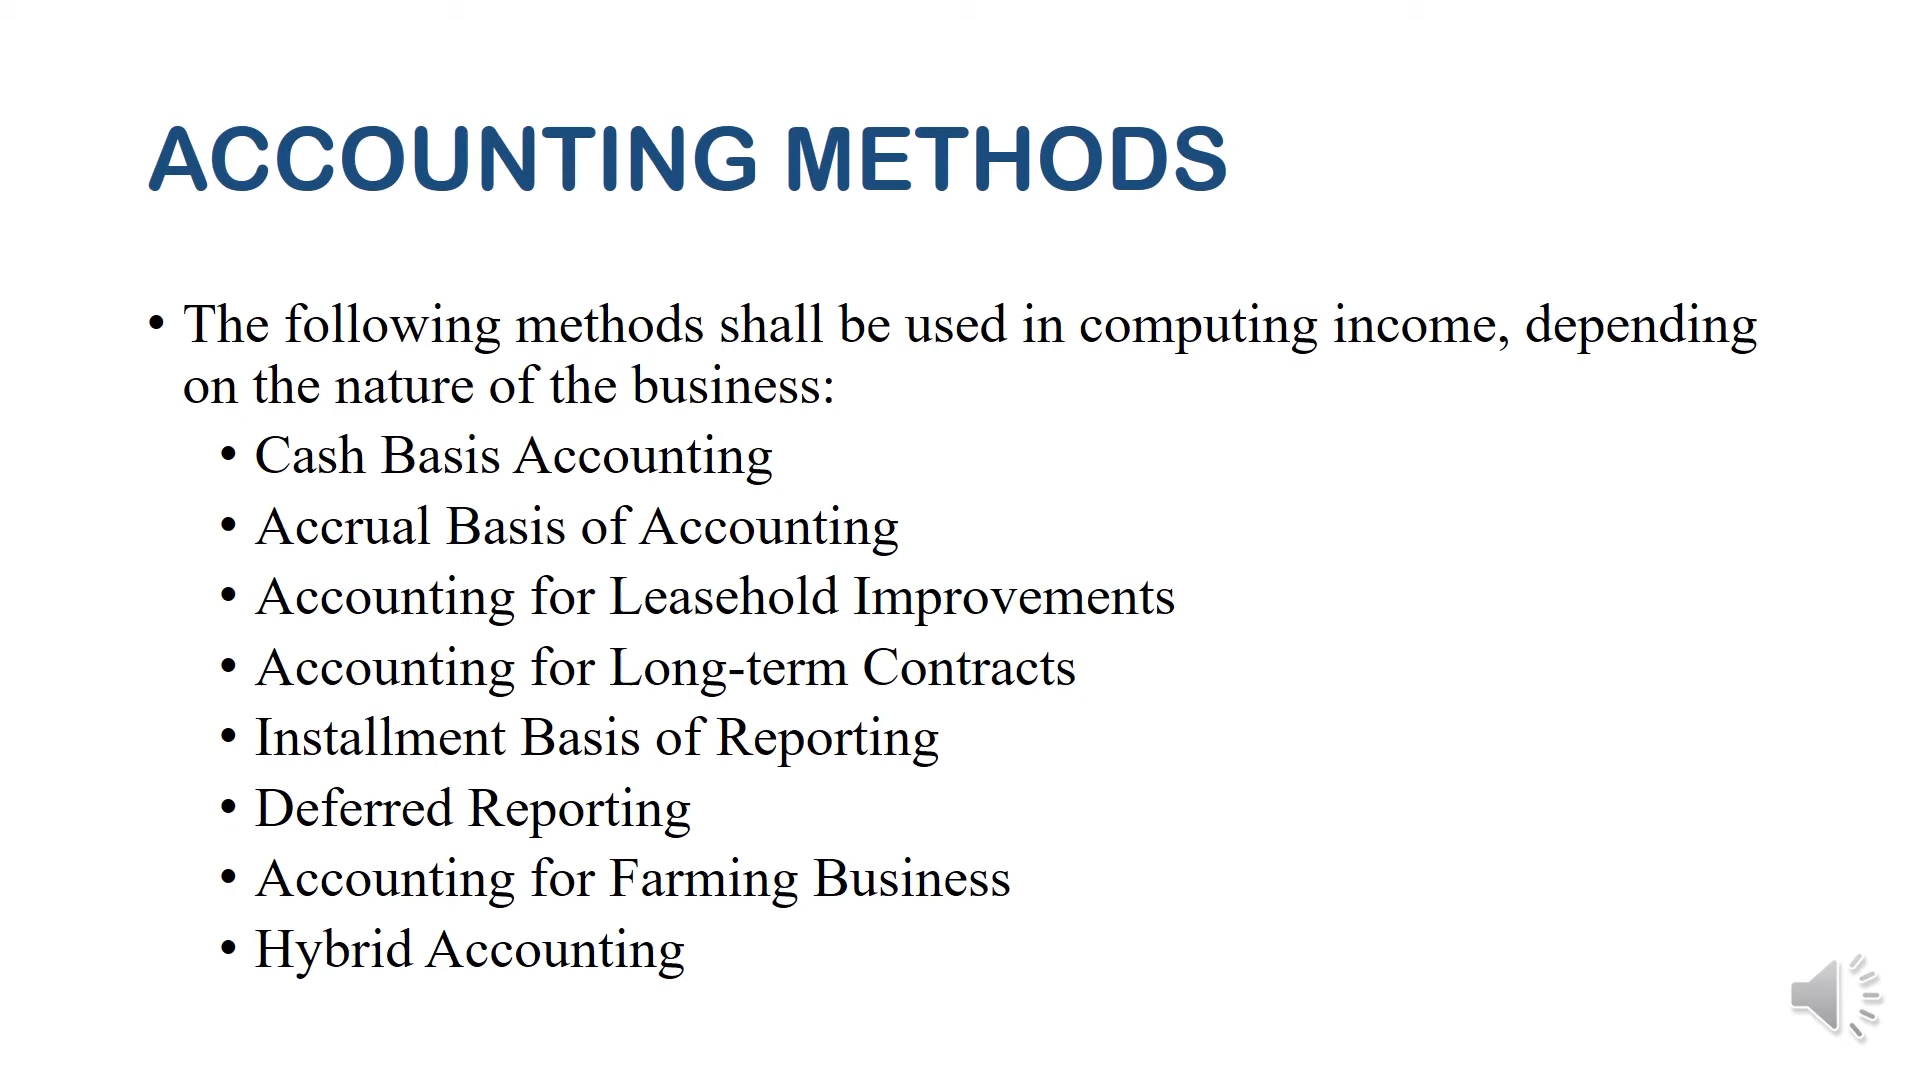 ACCOUNTING METHODS
• The following methods shall be used in computing income, depending
on the nature of the business:
• Cash Basis Accounting
• Accrual Basis of Accounting
• Accounting for Leasehold Improvements
• Accounting for Long-term Contracts
• Installment Basis of Reporting
• Deferred Reporting
• Accounting for Farming Business
• Hybrid Accounting